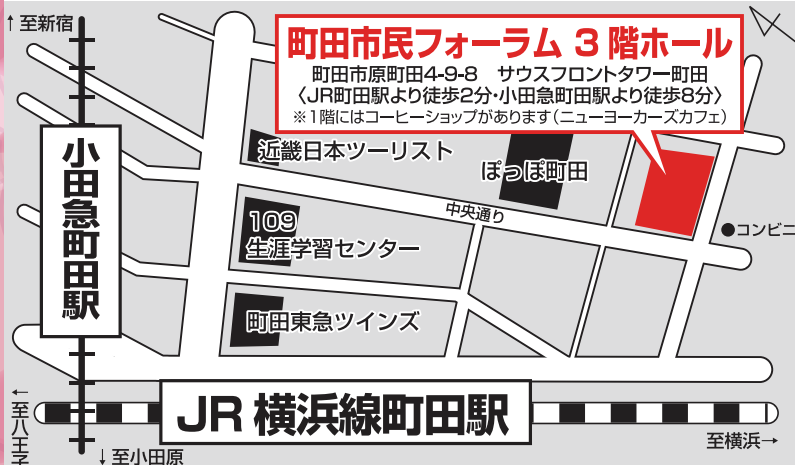 ↑至新宿
町田市民フォーラム 3階ホール
町田市原町田4-9-8 サウスフロントタワー町田
〈JR町田駅より徒歩2分・小田急町田駅より徒歩8分〉
※1階にはコーヒーショップがあります(ニューヨーカーズカフェ)
小田急町田駅
近畿日本ツーリスト
ぽっぽ町田
中央通り
109
生涯学習センター
●コンビニ
町田東急ツインズ
JR 横浜線町田駅
←至八王子
↓至小田原
至横浜→